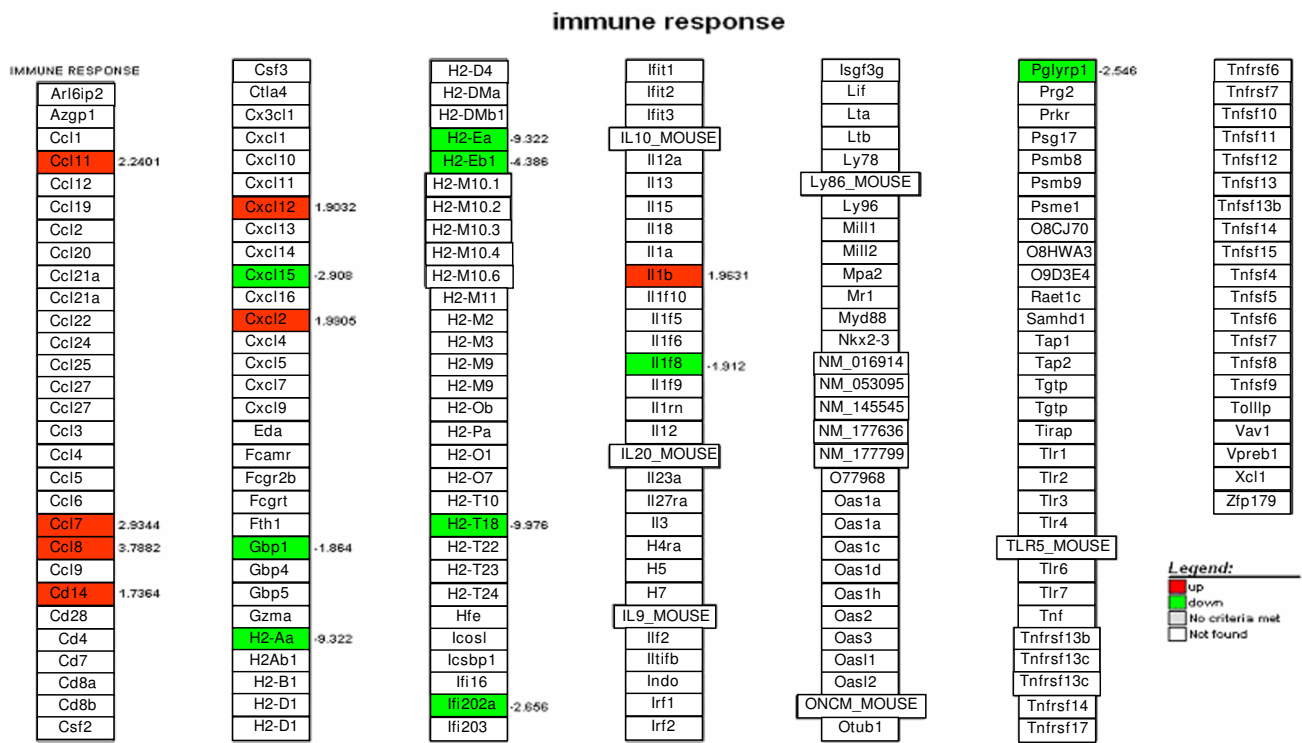 immune response
IMMUNE RESPONSE
Arl6ip2
Azgp1
Ccl1
Ccl11 2.2401
Ccl12
Ccl19
Ccl2
Ccl20
Ccl21a
Ccl21a
Ccl22
Ccl24
Ccl25
Ccl27
Ccl27
Ccl3
Ccl4
Ccl5
Ccl6
Ccl7 2.9344
Ccl8 3.7882
Ccl9
Cd14 1.7364
Cd28
Cd4
Cd7
Cd8a
Cd8b
Csf2
Csf3
Ctla4
Cx3cl1
Cxcl1
Cxcl10
Cxcl11
Cxcl12 1.9032
Cxcl13
Cxcl14
Cxcl15 -2.908
Cxcl16
Cxcl2 1.9905
Cxcl4
Cxcl5
Cxcl7
Cxcl9
Eda
Fcamr
Fcgr2b
Fcgrt
Fth1
Gbp1 -1.864
Gbp4
Gbp5
Gzma
H2-Aa -9.322
H2Ab1
H2-B1
H2-D1
H2-D1
H2-D4
H2-DMa
H2-DMb1
H2-Ea -9.322
H2-Eb1 -4.386
H2-M10.1
H2-M10.2
H2-M10.3
H2-M10.4
H2-M10.6
H2-M11
H2-M2
H2-M3
H2-M9
H2-M9
H2-Ob
H2-Pa
H2-O1
H2-O7
H2-T10
H2-T18 -9.976
H2-T22
H2-T23
H2-T24
Hfe
Icosl
Icsbp1
Ifi16
Ifi202a -2.656
Ifi203
Ifit1
Ifit2
Ifit3
IL10_MOUSE
Il12a
Il13
Il15
Il18
Il1a
Il1b 1.9631
Il1f10
Il1f5
Il1f6
Il1f8 -1.912
Il1f9
Il1rn
Il12
IL20_MOUSE
Il23a
Il27ra
Il3
H4ra
H5
H7
IL9_MOUSE
Ilf2
Iltifb
Indo
Irf1
Irf2
Isgf3g
Lif
Lta
Ltb
Ly78
Ly86_MOUSE
Ly96
Mill1
Mill2
Mpa2
Mr1
Myd88
Nkx2-3
NM_016914
NM_053095
NM_145545
NM_177636
NM_177799
O77968
Oas1a
Oas1a
Oas1c
Oas1d
Oas1h
Oas2
Oas3
Oasl1
Oasl2
ONCM_MOUSE
Otub1
Pglyrp1 -2.546
Prg2
Prkr
Psg17
Psmb8
Psmb9
Psme1
O8CJ70
O8HWA3
O9D3E4
Raet1c
Samhd1
Tap1
Tap2
Tgtp
Tgtp
Tirap
Tlr1
Tlr2
Tlr3
Tlr4
TLR5_MOUSE
Tlr6
Tlr7
Tnf
Tnfrsf13b
Tnfrsf13c
Tnfrsf13c
Tnfrsf14
Tnfrsf17
Tnfrsf6
Tnfrsf7
Tnfsf10
Tnfsf11
Tnfsf12
Tnfsf13
Tnfsf13b
Tnfsf14
Tnfsf15
Tnfsf4
Tnfsf5
Tnfsf6
Tnfsf7
Tnfsf8
Tnfsf9
Tolllp
Vav1
Vpreb1
Xcl1
Zfp179
Legend:
up
down
No criteria met
Not found